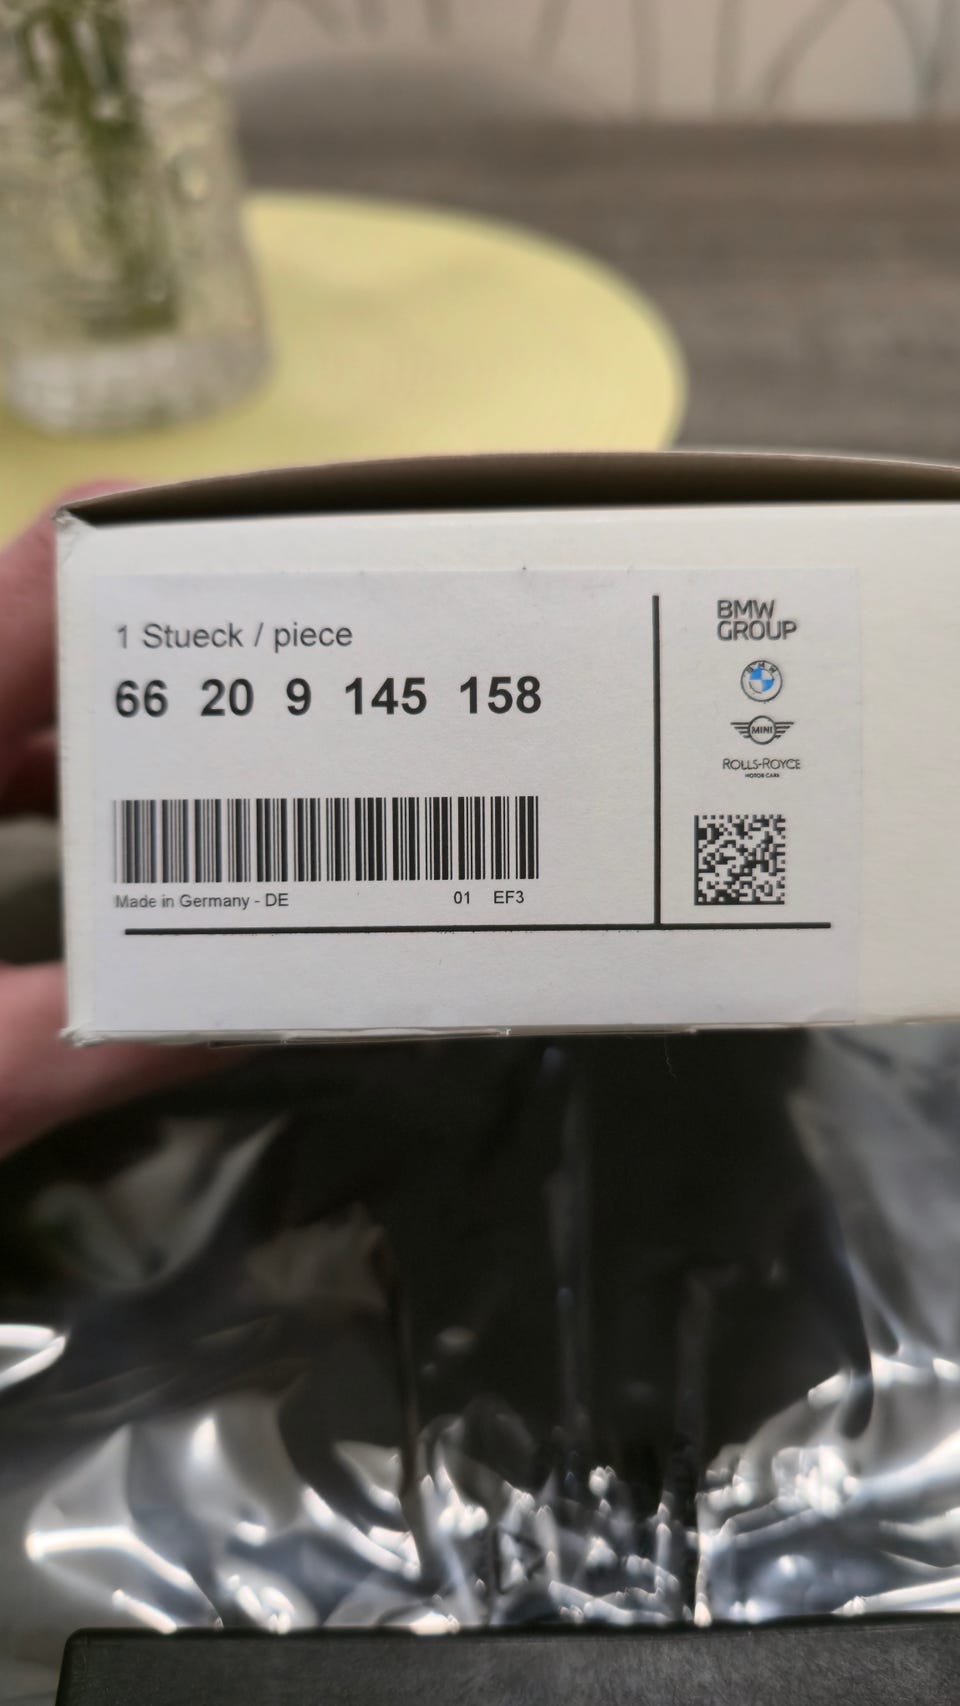 1 Stueck / piece
66 20 9 145 158
Made in Germany - DE 01 EF3
BMW
GROUP
BMW
MINI
ROLLS-ROYCE
MOTOR CARS